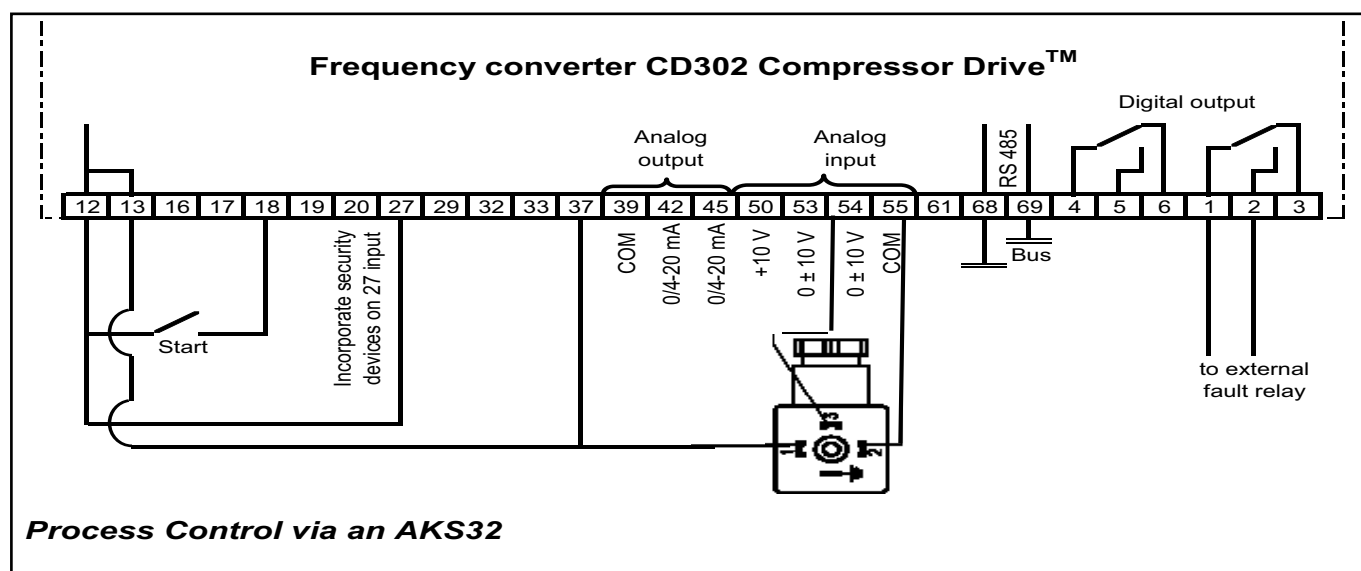 Frequency converter CD302 Compressor Drive™
Digital output
Analog
output
Analog
input
RS 485
12 13 16 17 18 19 20 27 29 32 33 37 39 42 45 50 53 54 55 61 68 69 4 5 6 1 2 3
Incorporate security
devices on 27 input
COM
0/4-20 mA
0/4-20 mA
+10 V
0 ± 10 V
0 ± 10 V
COM
Bus
Start
to external
fault relay
3
1
2
Process Control via an AKS32